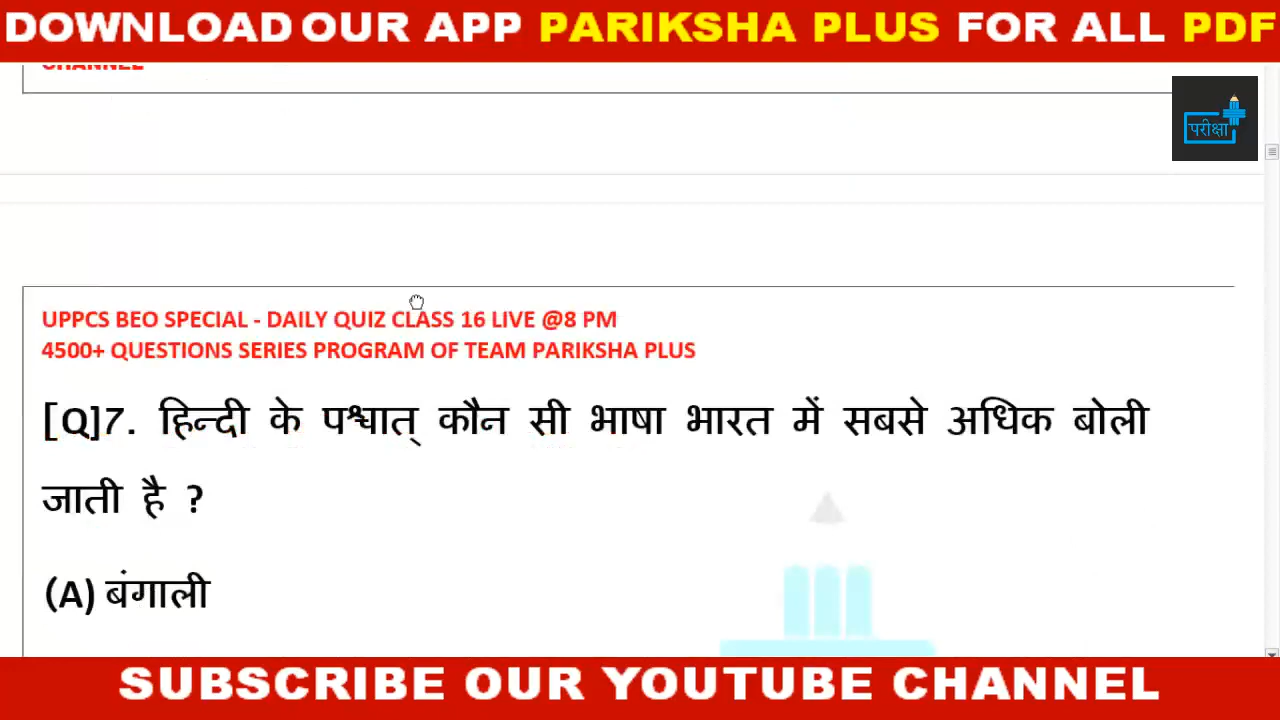 DOWNLOAD OUR APP PARIKSHA PLUS FOR ALL PDF
CHANNEL
परीक्षा
UPPCS BEO SPECIAL - DAILY QUIZ CLASS 16 LIVE @8 PM
4500+ QUESTIONS SERIES PROGRAM OF TEAM PARIKSHA PLUS
[Q]7. हिन्दी के पश्चात् कौन सी भाषा भारत में सबसे अधिक बोली
जाती है ?
(A) बंगाली
SUBSCRIBE OUR YOUTUBE CHANNEL